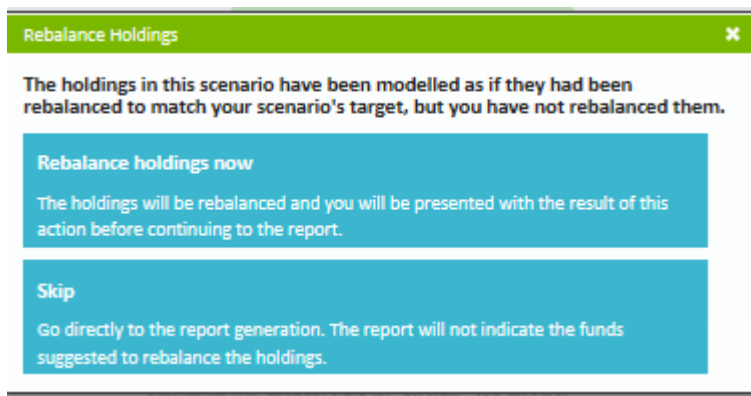 Rebalance Holdings
The holdings in this scenario have been modelled as if they had been
rebalanced to match your scenario's target, but you have not rebalanced them.
Rebalance holdings now
The holdings will be rebalanced and you will be presented with the result of this
action before continuing to the report.
Skip
Go directly to the report generation. The report will not indicate the funds
suggested to rebalance the holdings.